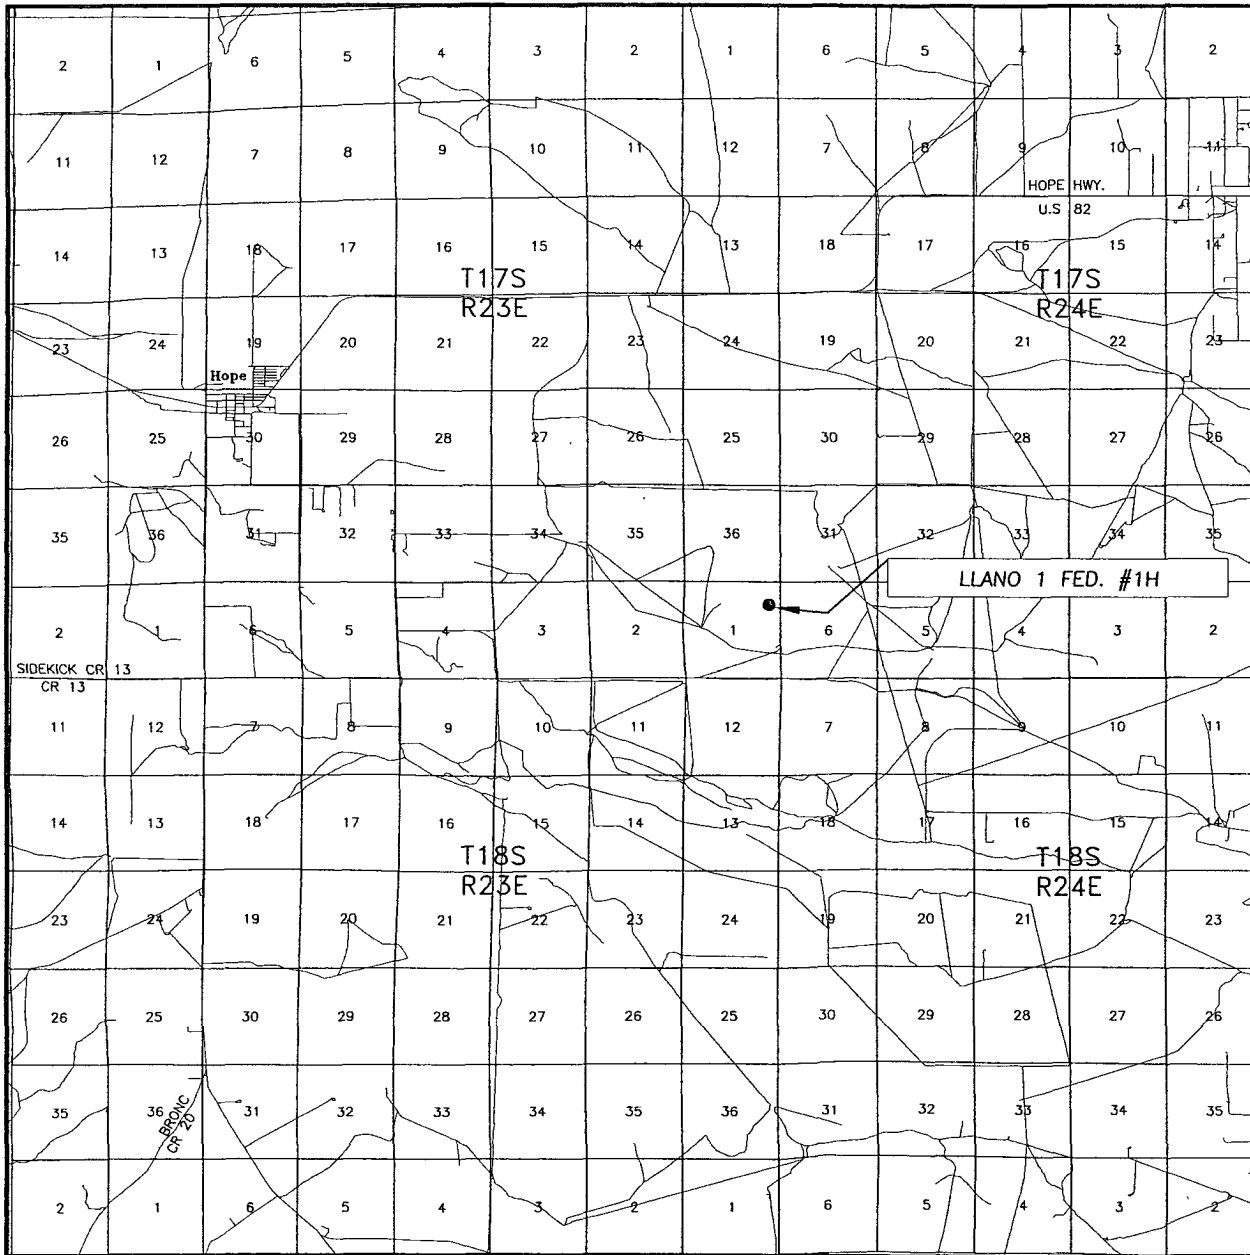 2 1 6 5 4 3 2 1 6 5 4 3 2
11 12 7 8 9 10 11 12 7 8 9 10 11
HOPE HWY.
U.S 82
14 13 18 17 16 15 14 13 18 17 16 15 14
T17S
R23E
T17S
R24E
23 24 19 20 21 22 23 24 19 20 21 22 23
Hope
26 25 30 29 28 27 26 25 30 29 28 27 26
35 36 31 32 33 34 35 36 31 32 33 34 35
LLANO 1 FED. #1H
2 1 6 5 4 3 2 1 6 5 4 3 2
SIDEKICK CR 13
CR 13
11 12 7 8 9 10 11 12 7 8 9 10 11
14 13 18 17 16 15 14 13 18 17 16 15 14
T18S
R23E
T18S
R24E
23 24 19 20 21 22 23 24 19 20 21 22 23
26 25 30 29 28 27 26 25 30 29 28 27 26
35 36 31 32 33 34 35 36 31 32 33 34 35
BRONC
CR 20
2 1 6 5 4 3 2 1 6 5 4 3 2